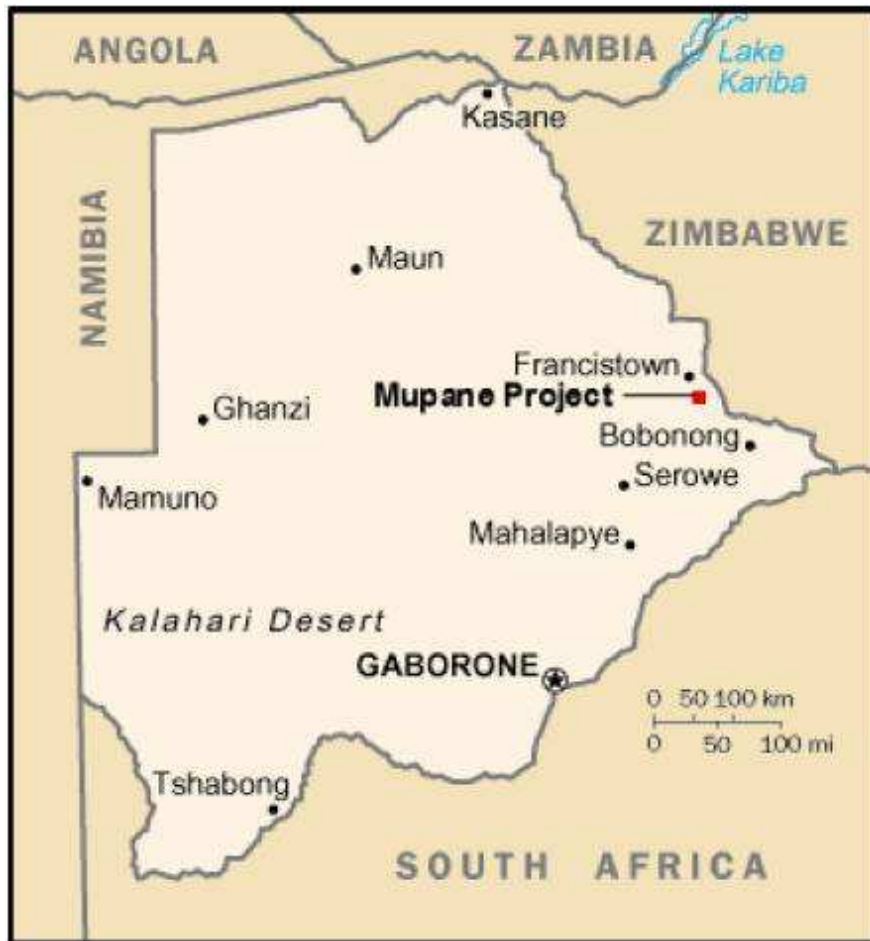 ANGOLA
ZAMBIA
Lake
Kariba
Kasane
NAMIBIA
ZIMBABWE
Maun
Francistown
Mupane Project
Ghanzi
Bobonong
Serowe
Mamuno
Mahalapye
Kalahari Desert
GABORONE
0 50 100 km
0 50 100 mi
Tshabong
SOUTH AFRICA